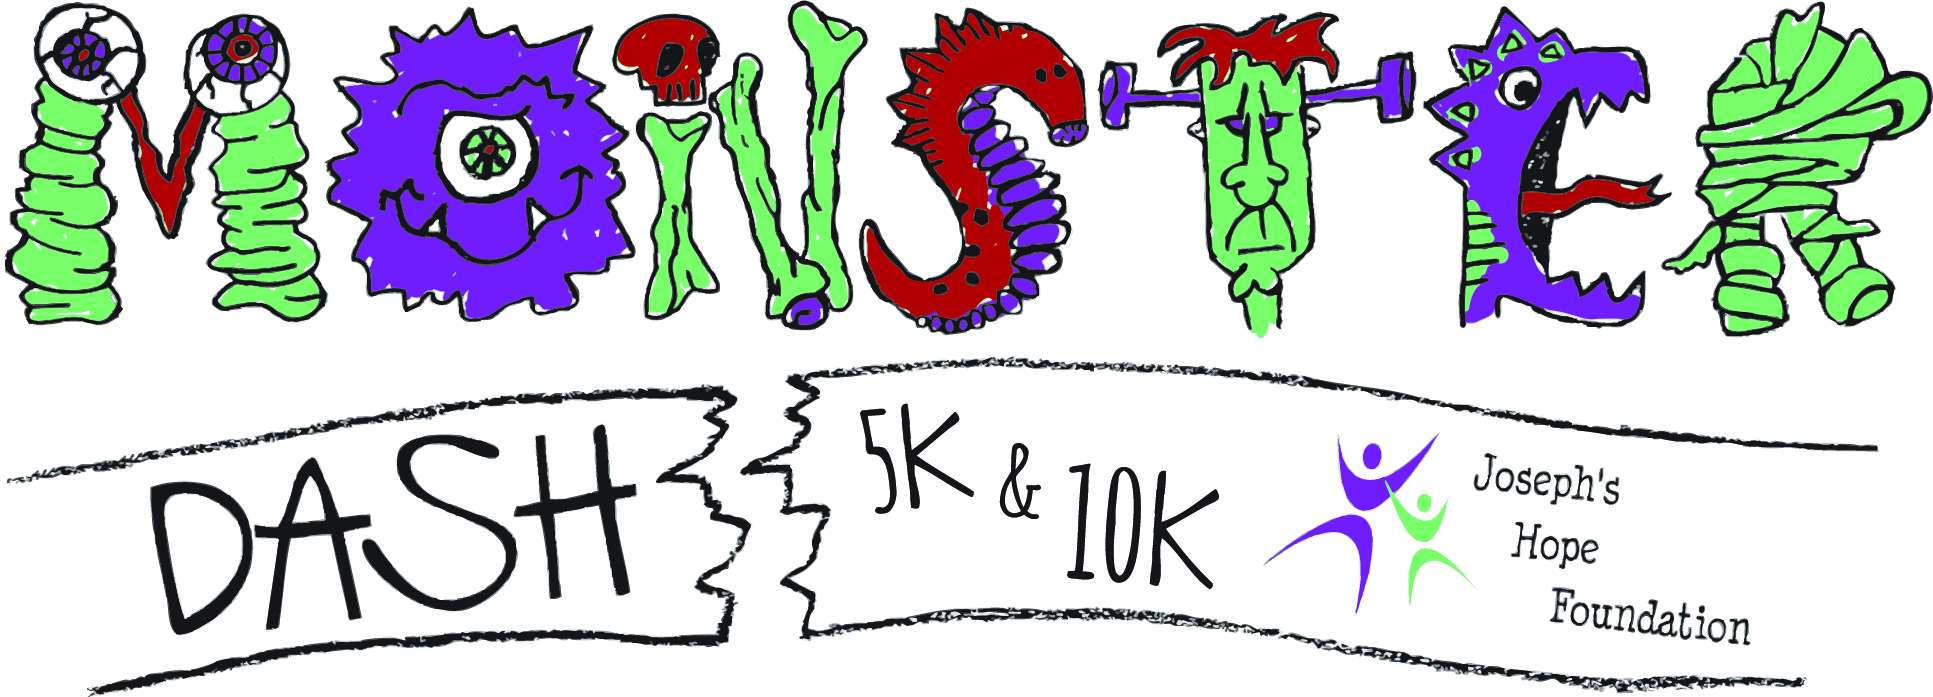 MONSTER
DASH
5K & 10K
Joseph's
Hope
Foundation